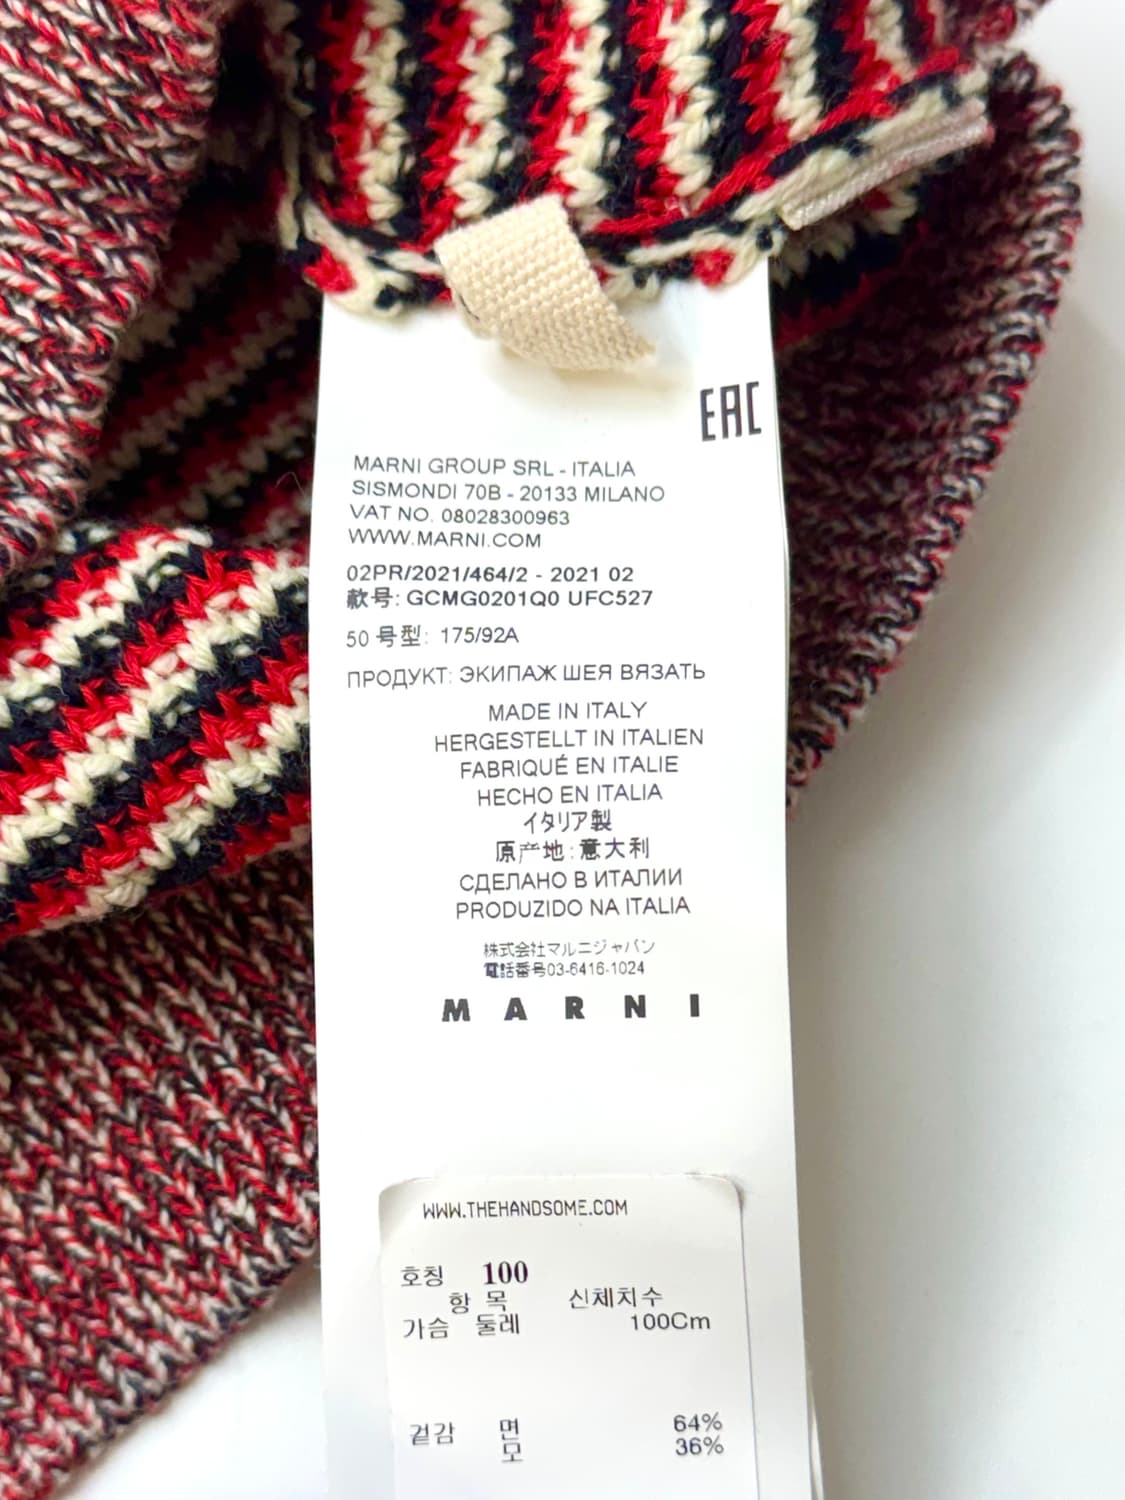 EAC
MARNI GROUP SRL - ITALIA
SISMONDI 70B - 20133 MILANO
VAT NO. 08028300963
WWW.MARNI.COM
02PR/2021/464/2 - 2021 02
款号: GCMG0201Q0 UFC527
50 号型: 175/92A
ПРОДУКТ: ЭКИПАЖ ШЕЯ ВЯЗАТЬ
MADE IN ITALY
HERGESTELLT IN ITALIEN
FABRIQUÉ EN ITALIE
HECHO EN ITALIA
イタリア製
原产地: 意大利
СДЕЛАНО В ИТАЛИИ
PRODUZIDO NA ITALIA
株式会社マルニジャパン
電話番号03-6416-1024
MARNI
WWW.THEHANDSOME.COM
호칭 100
항 목 신체치수
가슴 둘레 100Cm
겉감 면 64%
모 36%